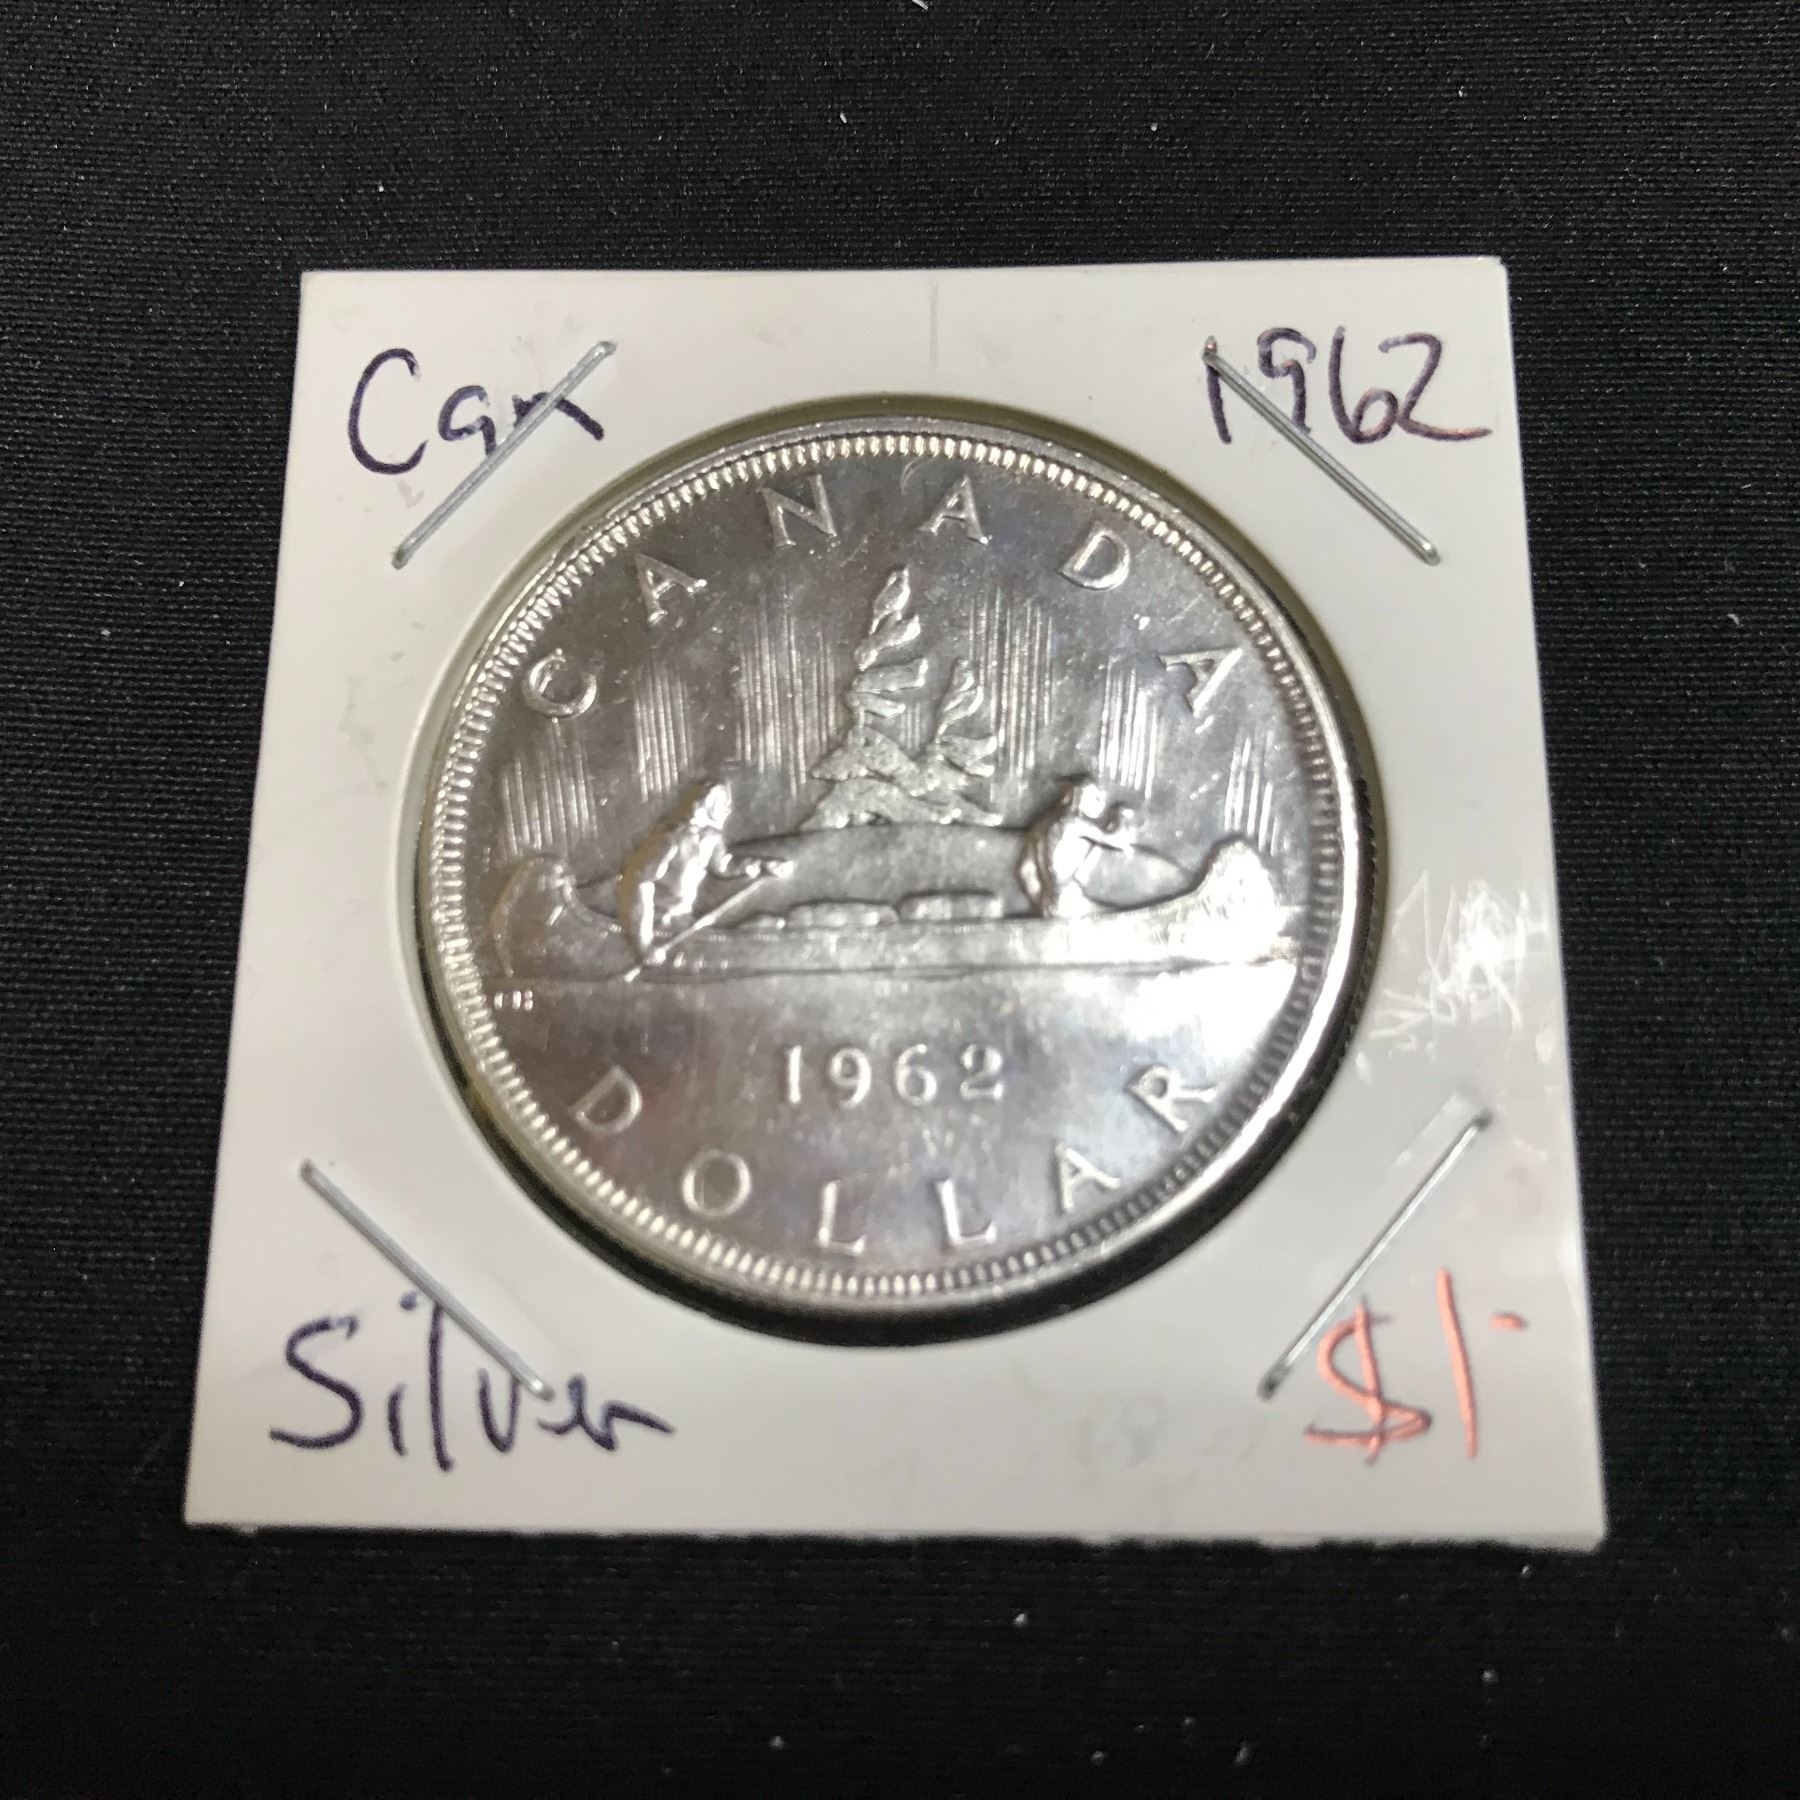 Can 1962
CANADA
1962
DOLLAR
Silver $1-